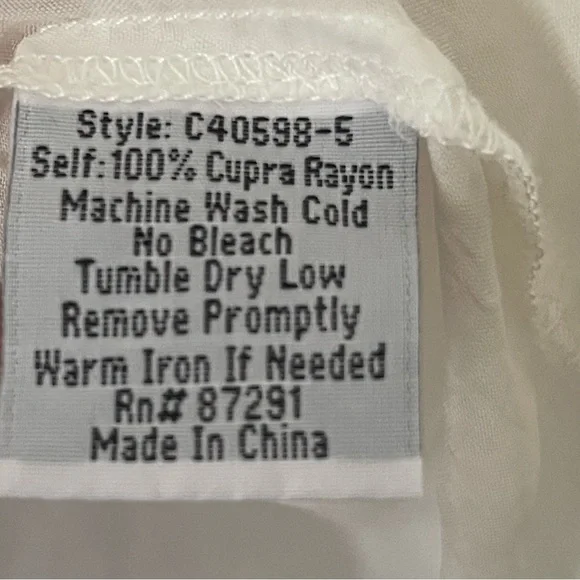 Style: C40598-5
Self:100% Cupra Rayon
Machine Wash Cold
No Bleach
Tumble Dry Low
Remove Promptly
Warm Iron If Needed
Rn# 87291
Made In China